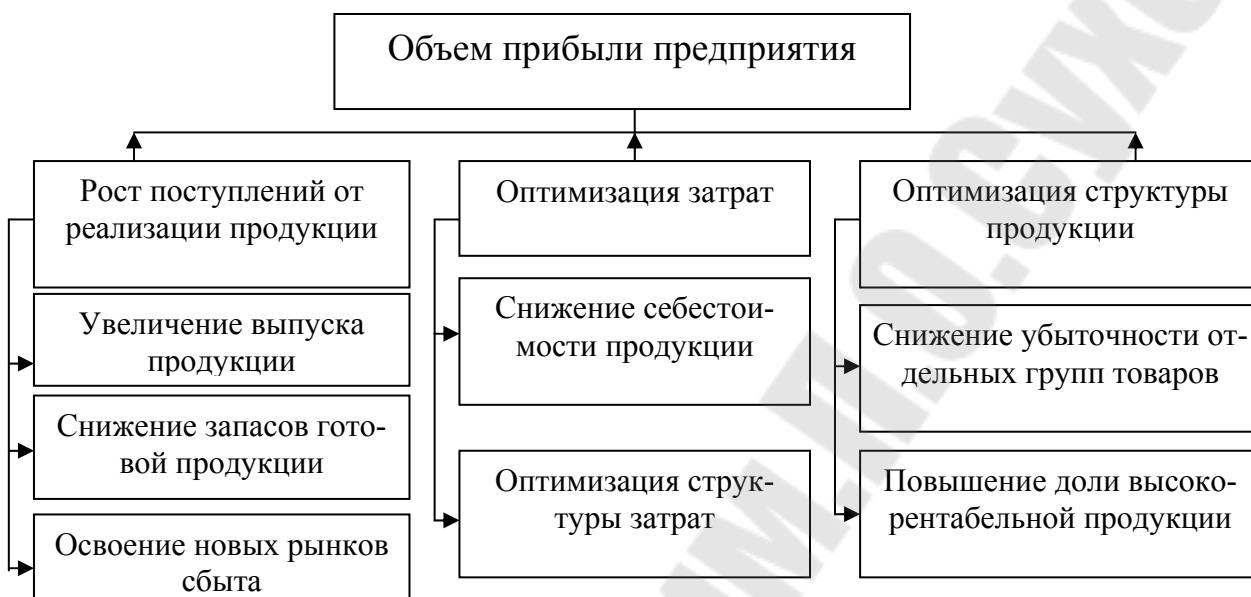 Объем прибыли предприятия
Рост поступлений от
реализации продукции
Оптимизация затрат
Оптимизация структуры
продукции
Увеличение выпуска
продукции
Снижение запасов гото-
вой продукции
Освоение новых рынков
сбыта
Снижение себестои-
мости продукции
Оптимизация струк-
туры затрат
Снижение убыточности от-
дельных групп товаров
Повышение доли высоко-
рентабельной продукции